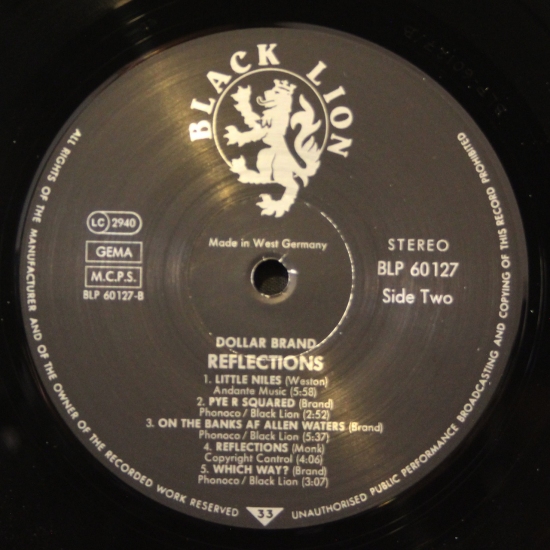 BLACK LION
ALL RIGHTS OF THE MANUFACTURER AND OF THE OWNER OF THE RECORDED WORK RESERVED
UNAUTHORISED PUBLIC PERFORMANCE BROADCASTING AND COPYING OF THIS RECORD PROHIBITED
LC 2940
GEMA
M.C.P.S.
BLP 60127-B
Made in West Germany
STEREO
BLP 60127
Side Two
DOLLAR BRAND
REFLECTIONS
1. LITTLE NILES (Weston)
Andante Music (5:58)
2. PYE R SQUARED (Brand)
Phonoco / Black Lion (2:52)
3. ON THE BANKS AF ALLEN WATERS (Brand)
Phonoco / Black Lion (5:37)
4. REFLECTIONS (Monk)
Copyright Control (4:06)
5. WHICH WAY? (Brand)
Phonoco / Black Lion (3:07)
33